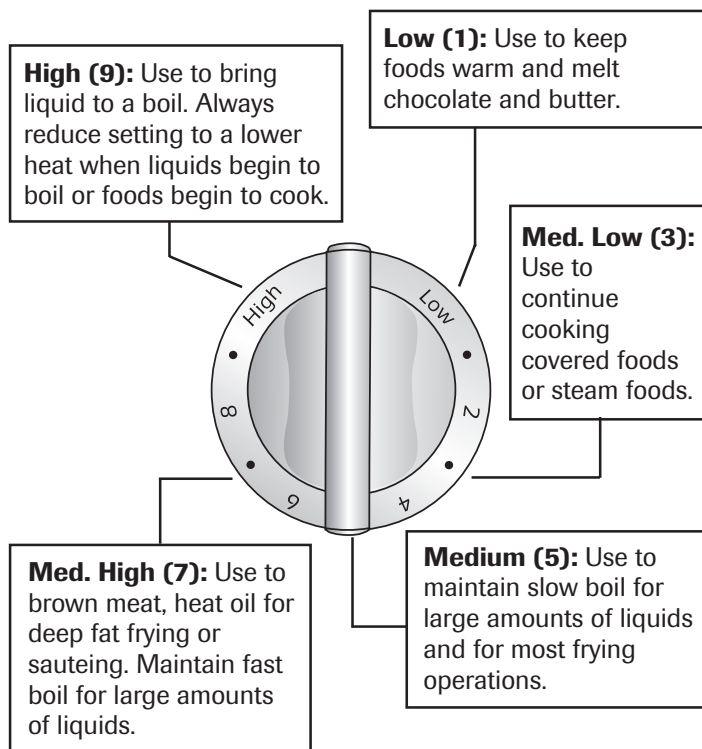 High (9): Use to bring
liquid to a boil. Always
reduce setting to a lower
heat when liquids begin to
boil or foods begin to cook.
Low (1): Use to keep
foods warm and melt
chocolate and butter.
Med. Low (3):
Use to
continue
cooking
covered foods
or steam foods.
High
Low
8
2
6
4
Med. High (7): Use to
brown meat, heat oil for
deep fat frying or
sauteing. Maintain fast
boil for large amounts
of liquids.
Medium (5): Use to
maintain slow boil for
large amounts of liquids
and for most frying
operations.